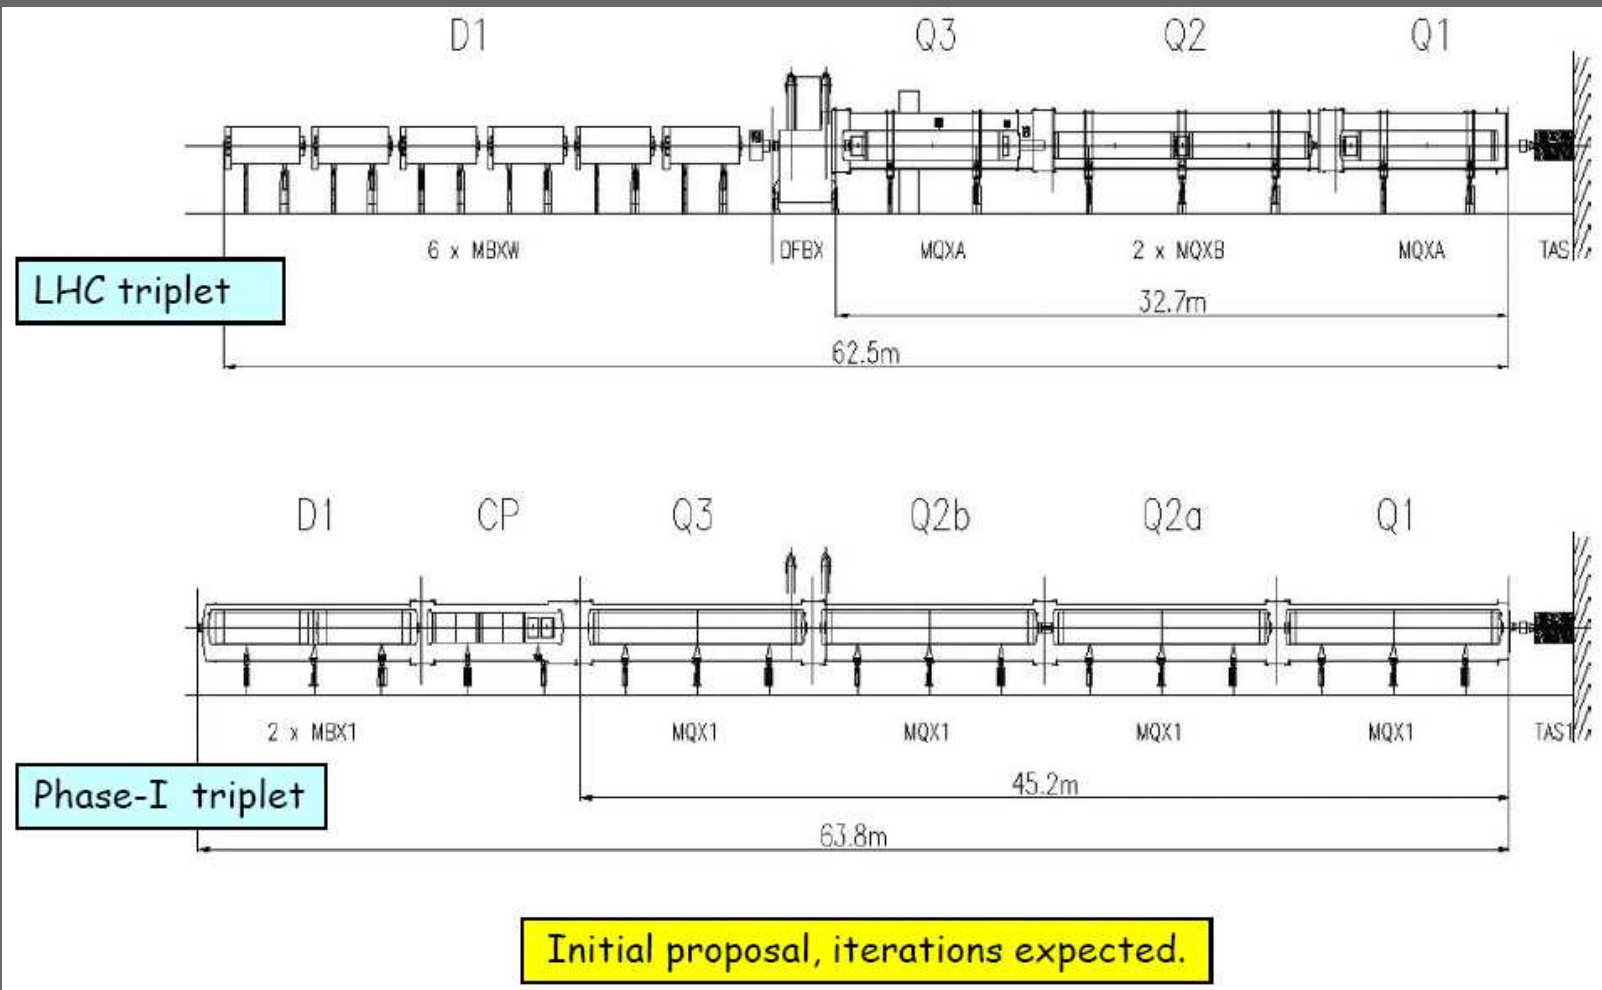 D1 Q3 Q2 Q1
6 x MBXW DFBX MQXA 2 x MQXB MQXA TAS
LHC triplet
32.7m
62.5m
D1 CP Q3 Q2b Q2a Q1
2 x MBX1 MQX1 MQX1 MQX1 MQX1 TAS1
Phase-I triplet
45.2m
63.8m
Initial proposal, iterations expected.